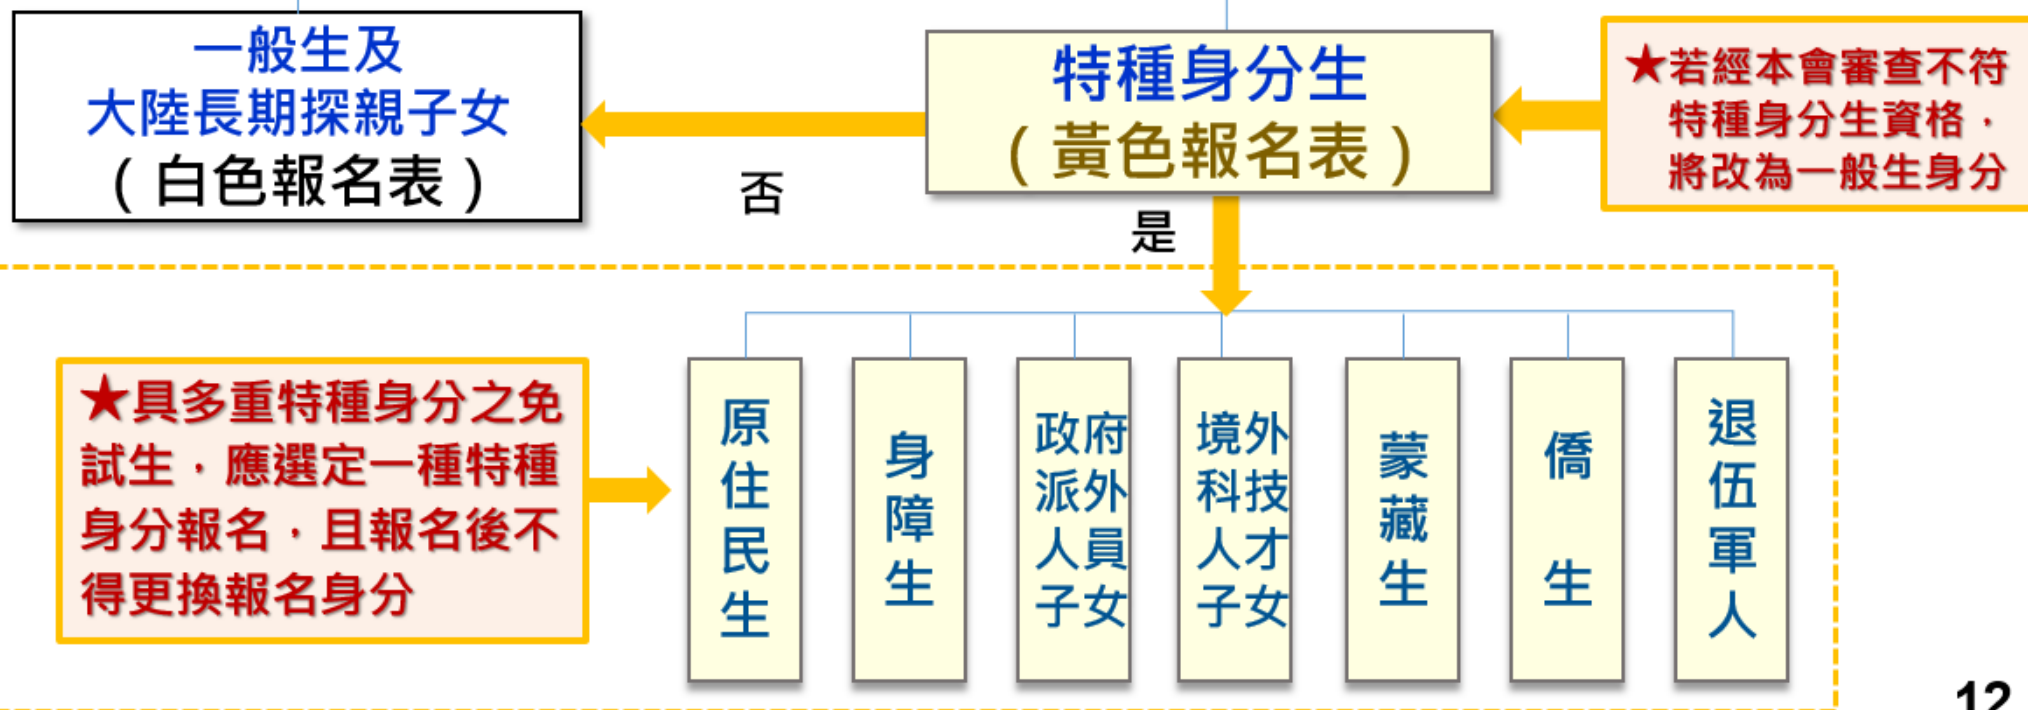 一般生及
大陸長期探親子女
（白色報名表）
特種身分生
（黃色報名表）
★若經本會審查不符
特種身分生資格，
將改為一般生身分
否
是
★具多重特種身分之免
試生，應選定一種特種
身分報名，且報名後不
得更換報名身分
原住民生
身障生
政府
派外
人員
子女
境外
科技
人才
子女
蒙藏生
僑生
退伍軍人
12